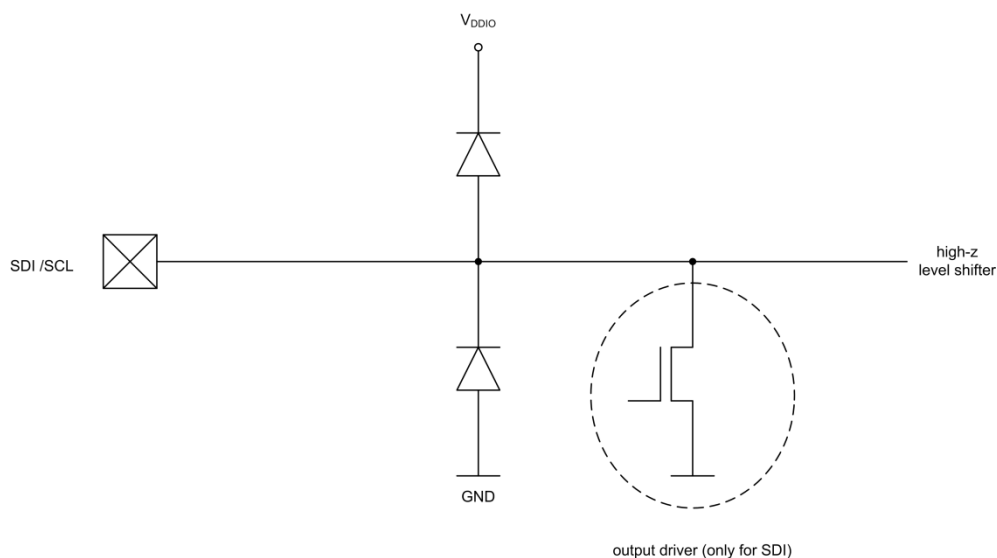 VDDIO
SDI /SCL
high-z
level shifter
GND
output driver (only for SDI)